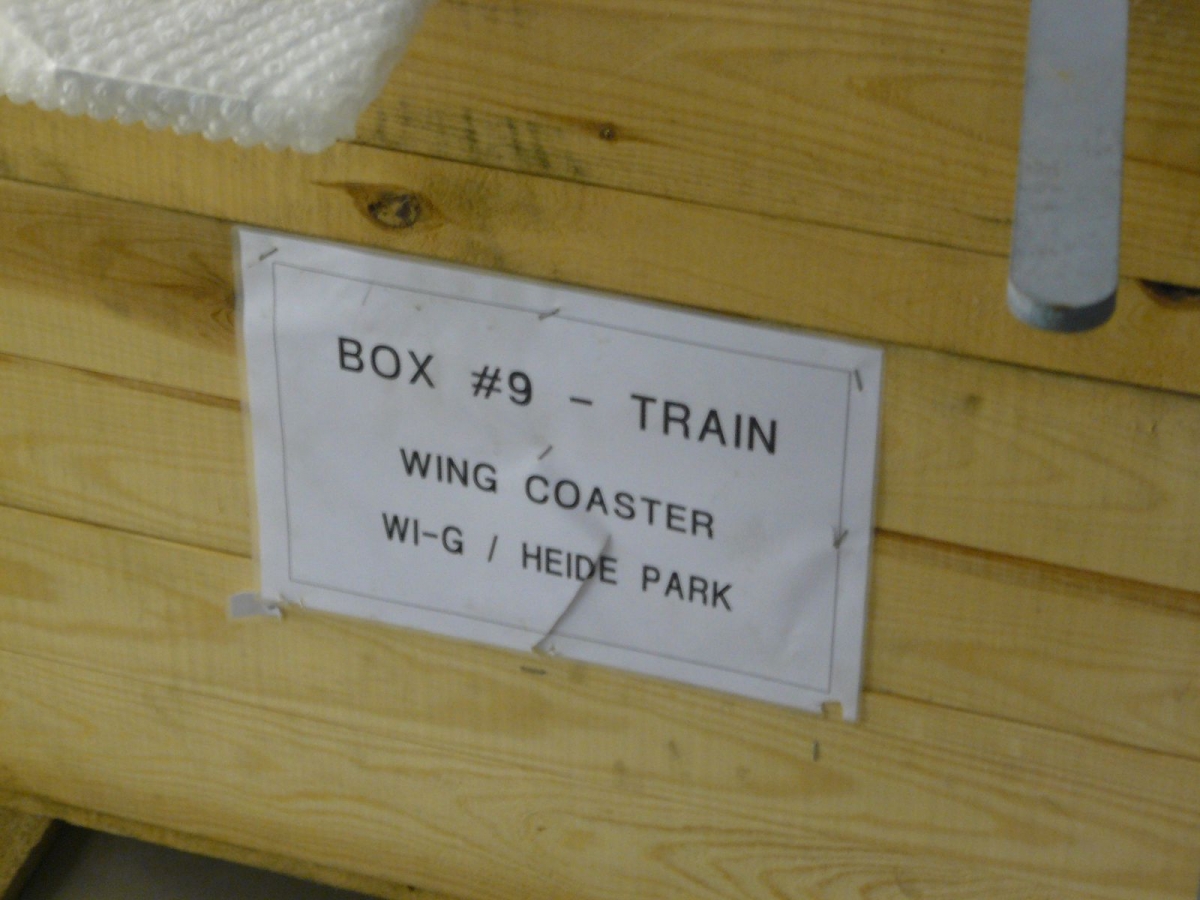 BOX #9 - TRAIN
WING COASTER
WI-G / HEIDE PARK